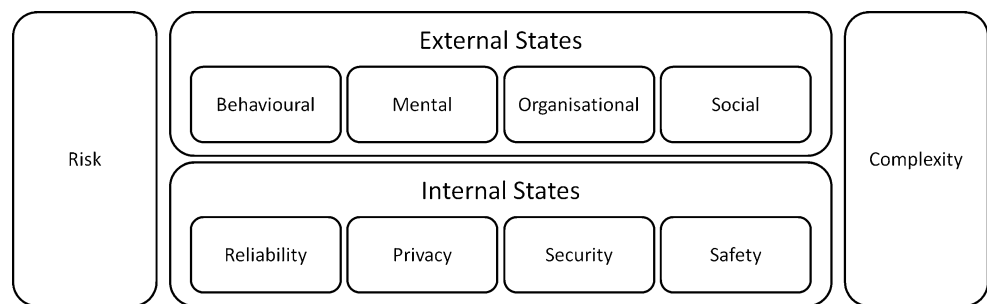 External States
Behavioural
Mental
Organisational
Social
Risk
Complexity
Internal States
Reliability
Privacy
Security
Safety